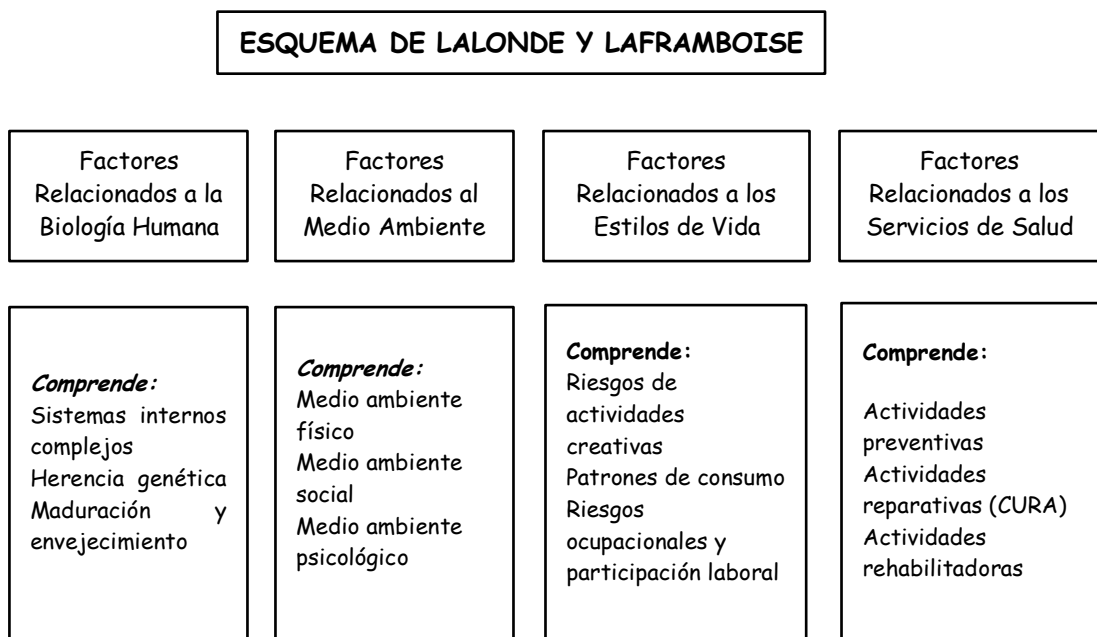 ESQUEMA DE LALONDE Y LAFRAMBOISE
Factores
Relacionados a la
Biología Humana
Factores
Relacionados al
Medio Ambiente
Factores
Relacionados a los
Estilos de Vida
Factores
Relacionados a los
Servicios de Salud
Comprende:
Sistemas internos
complejos
Herencia genética
Maduración y
envejecimiento
Comprende:
Medio ambiente
físico
Medio ambiente
social
Medio ambiente
psicológico
Comprende:
Riesgos de
actividades
creativas
Patrones de consumo
Riesgos
ocupacionales y
participación laboral
Comprende:
Actividades
preventivas
Actividades
reparativas (CURA)
Actividades
rehabilitadoras